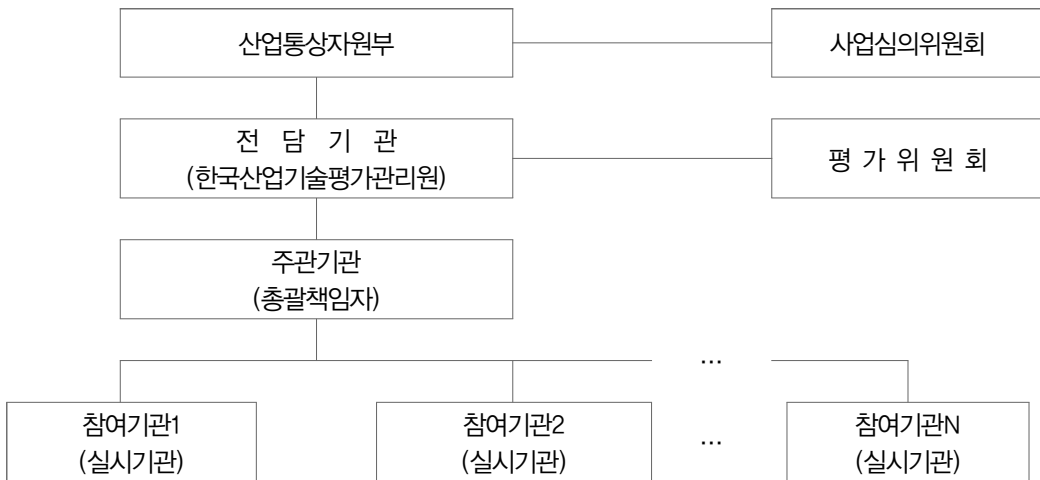 산업통상자원부
사업심의위원회
전 담 기 관
(한국산업기술평가관리원)
평 가 위 원 회
주관기관
(총괄책임자)
...
참여기관1
(실시기관)
참여기관2
(실시기관)
...
참여기관N
(실시기관)